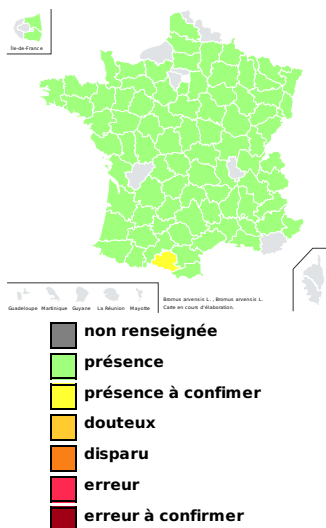 Île-de-France
Guadeloupe Martinique Guyane La Réunion Mayotte
Bromus arvensis L. , Bromus arvensis L.
Carte en cours d'élaboration.
non renseignée
présence
présence à confimer
douteux
disparu
erreur
erreur à confirmer